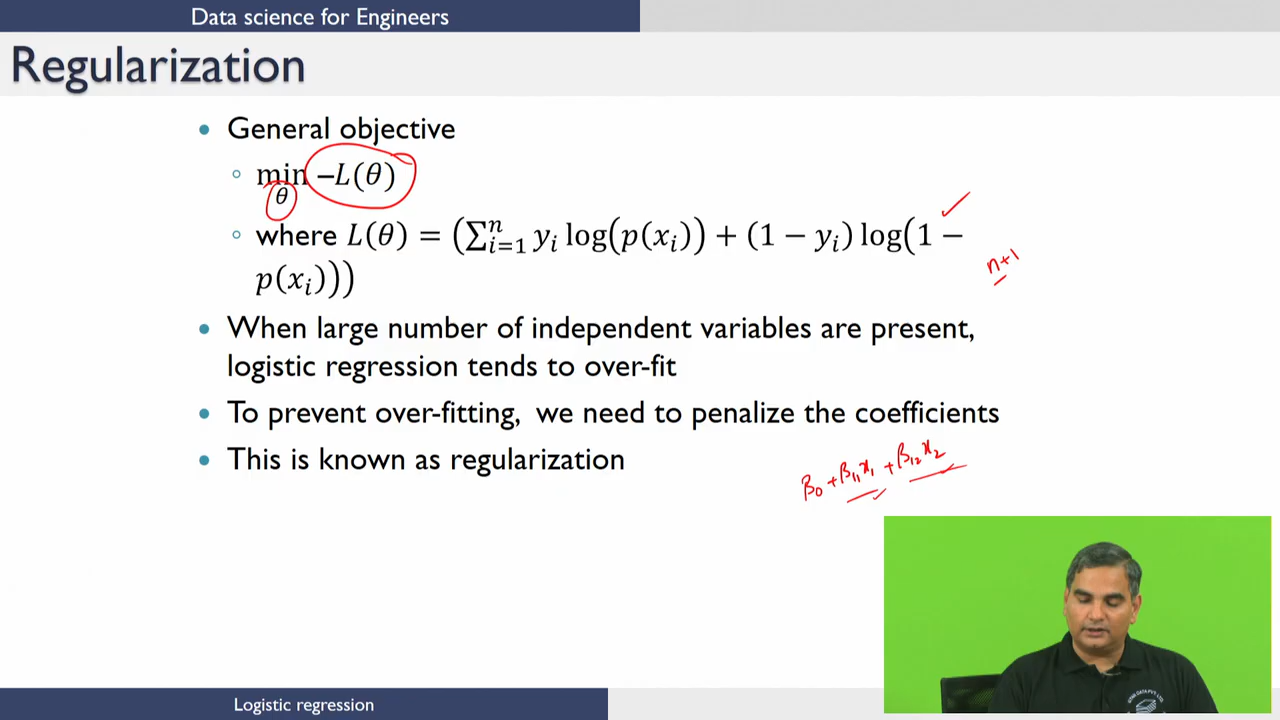 Data science for Engineers
Regularization
• General objective
◦ min −L(θ)
θ
◦ where L(θ) = (∑ⁿᵢ₌₁ yᵢ log(p(xᵢ)) + (1 − yᵢ) log(1 −
p(xᵢ)))
n+1
• When large number of independent variables are present,
logistic regression tends to over-fit
• To prevent over-fitting, we need to penalize the coefficients
• This is known as regularization
β₀ + β₁₁x₁ + β₁₂x₂
Logistic regression